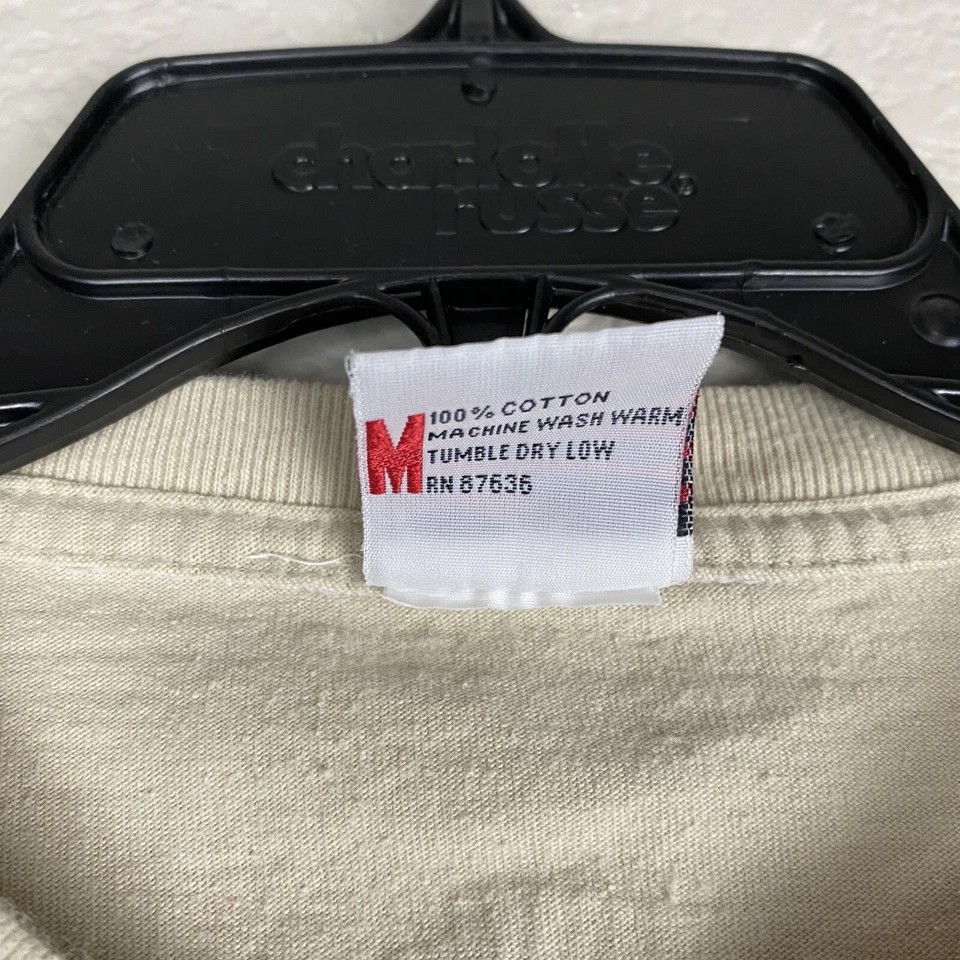 charlotte
russe®
M
100% COTTON
MACHINE WASH WARM
TUMBLE DRY LOW
RN 87636